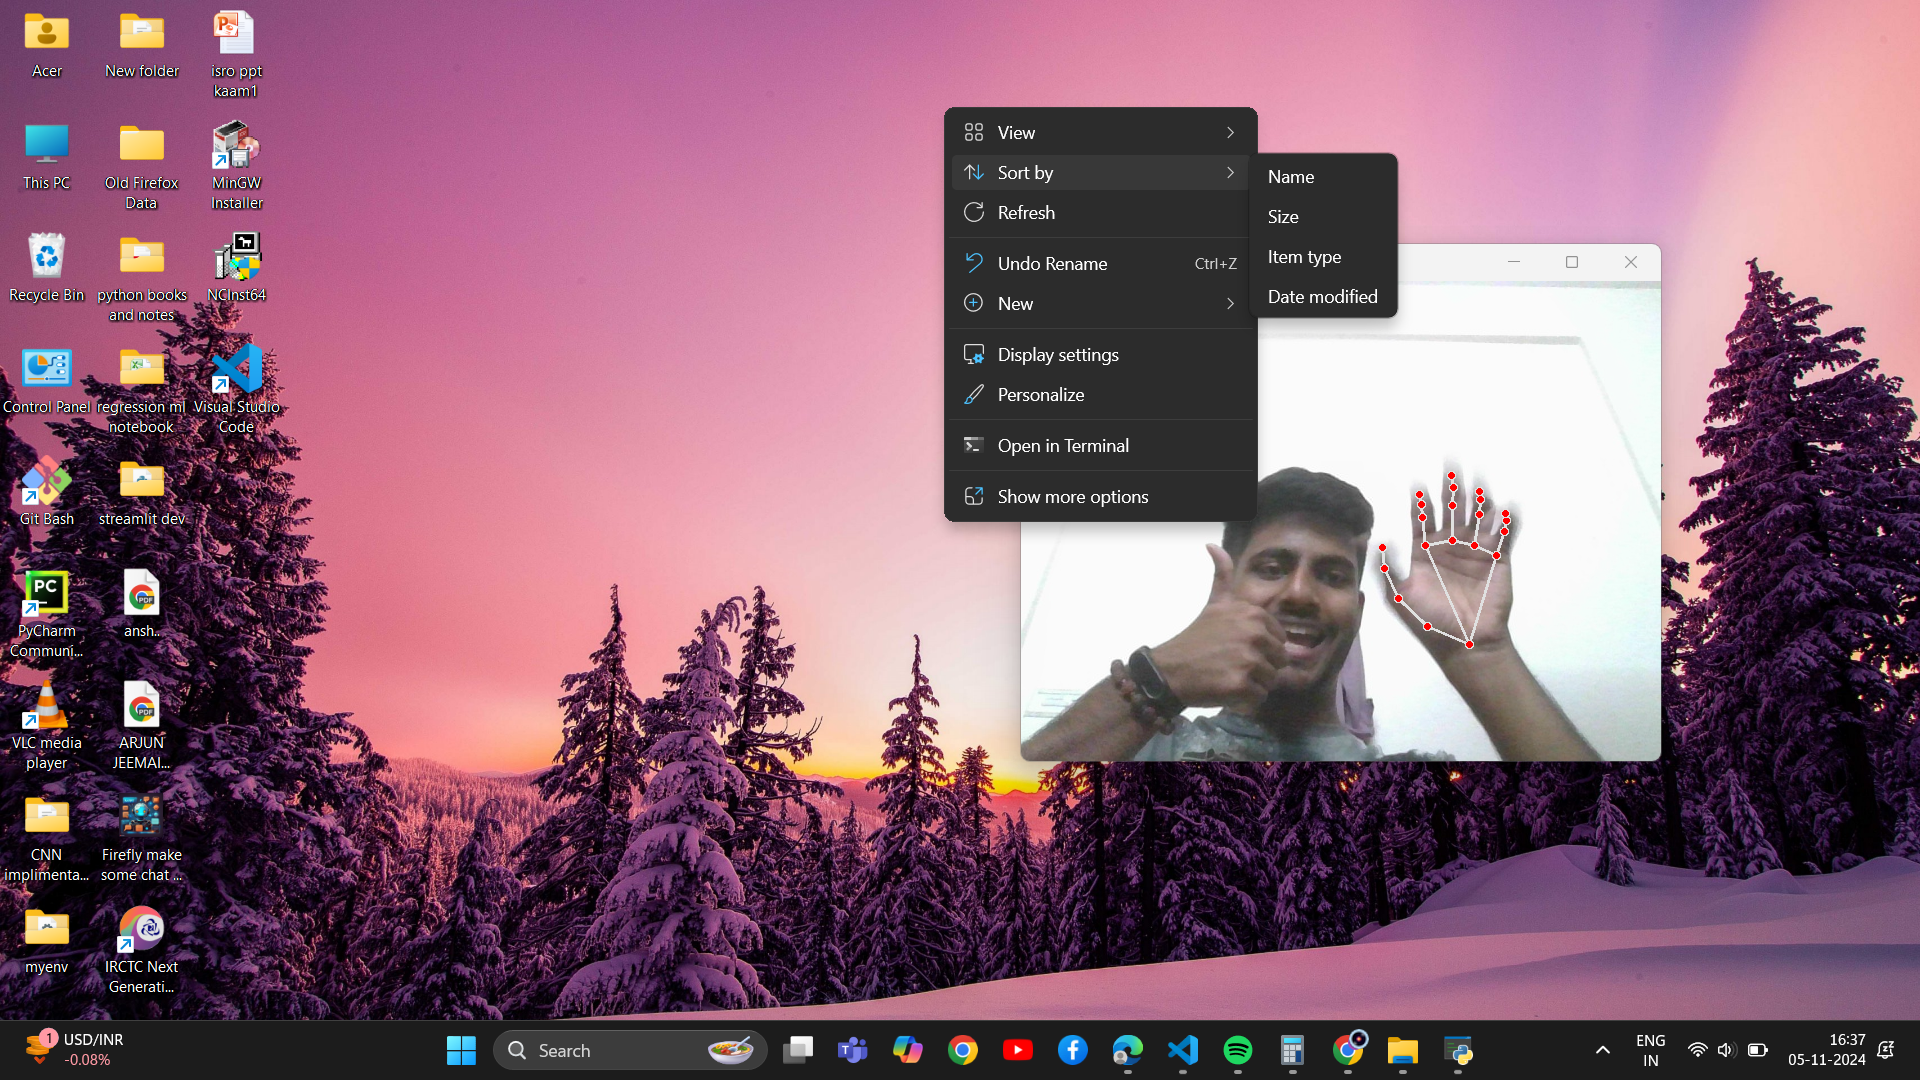 Acer
New folder
isro ppt
kaam1
This PC
Old Firefox
Data
MinGW
Installer
Recycle Bin
python books
and notes
NCInst64
Control Panel
regression ml
notebook
Visual Studio
Code
Git Bash
streamlit dev
PC
PyCharm
Communi...
PDF
ansh..
VLC media
player
PDF
ARJUN
JEEMAI...
CNN
implimenta...
Firefly make
some chat ...
myenv
IRCTC Next
Generati...
View
Sort by
Refresh
Undo Rename Ctrl+Z
New
Display settings
Personalize
Open in Terminal
Show more options
Name
Size
Item type
Date modified
1
USD/INR
-0.08%
Search
ENG
IN
16:37
05-11-2024